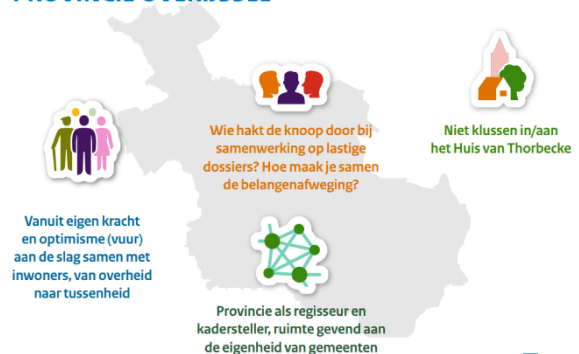 PROVINCIE OVERIJSSEL
Wie hakt de knoop door bij
samenwerking op lastige
dossiers? Hoe maak je samen
de belangenafweging?
Niet klussen in/aan
het Huis van Thorbecke
Vanuit eigen kracht
en optimisme (vuur)
aan de slag samen met
inwoners, van overheid
naar tussenheid
Provincie als regisseur en
kadersteller, ruimte gevend aan
de eigenheid van gemeenten